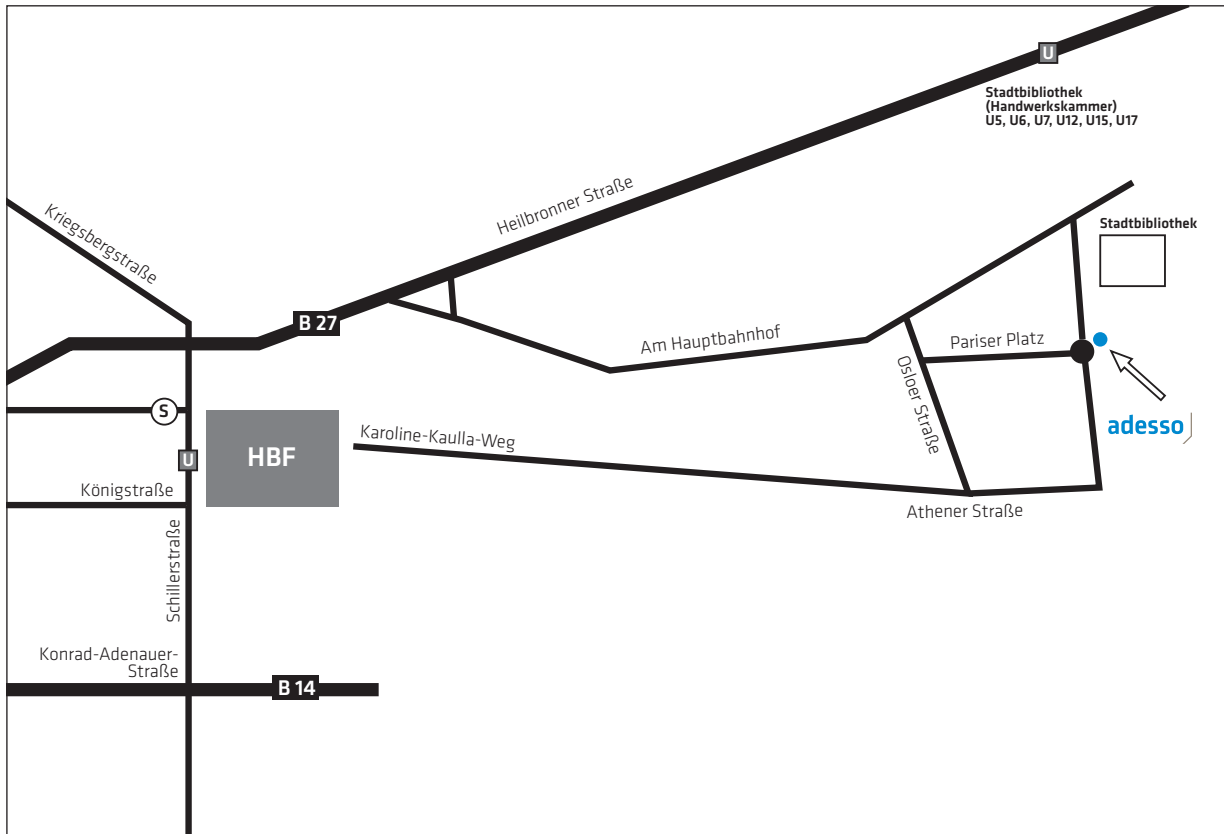 U
Stadtbibliothek
(Handwerkskammer)
U5, U6, U7, U12, U15, U17
Heilbronner Straße
Kriegsbergstraße
Stadtbibliothek
B 27
Am Hauptbahnhof
Pariser Platz
Osloer Straße
S
adesso
Karoline-Kaulla-Weg
HBF
U
Königstraße
Athener Straße
Schillerstraße
Konrad-Adenauer-
Straße
B 14